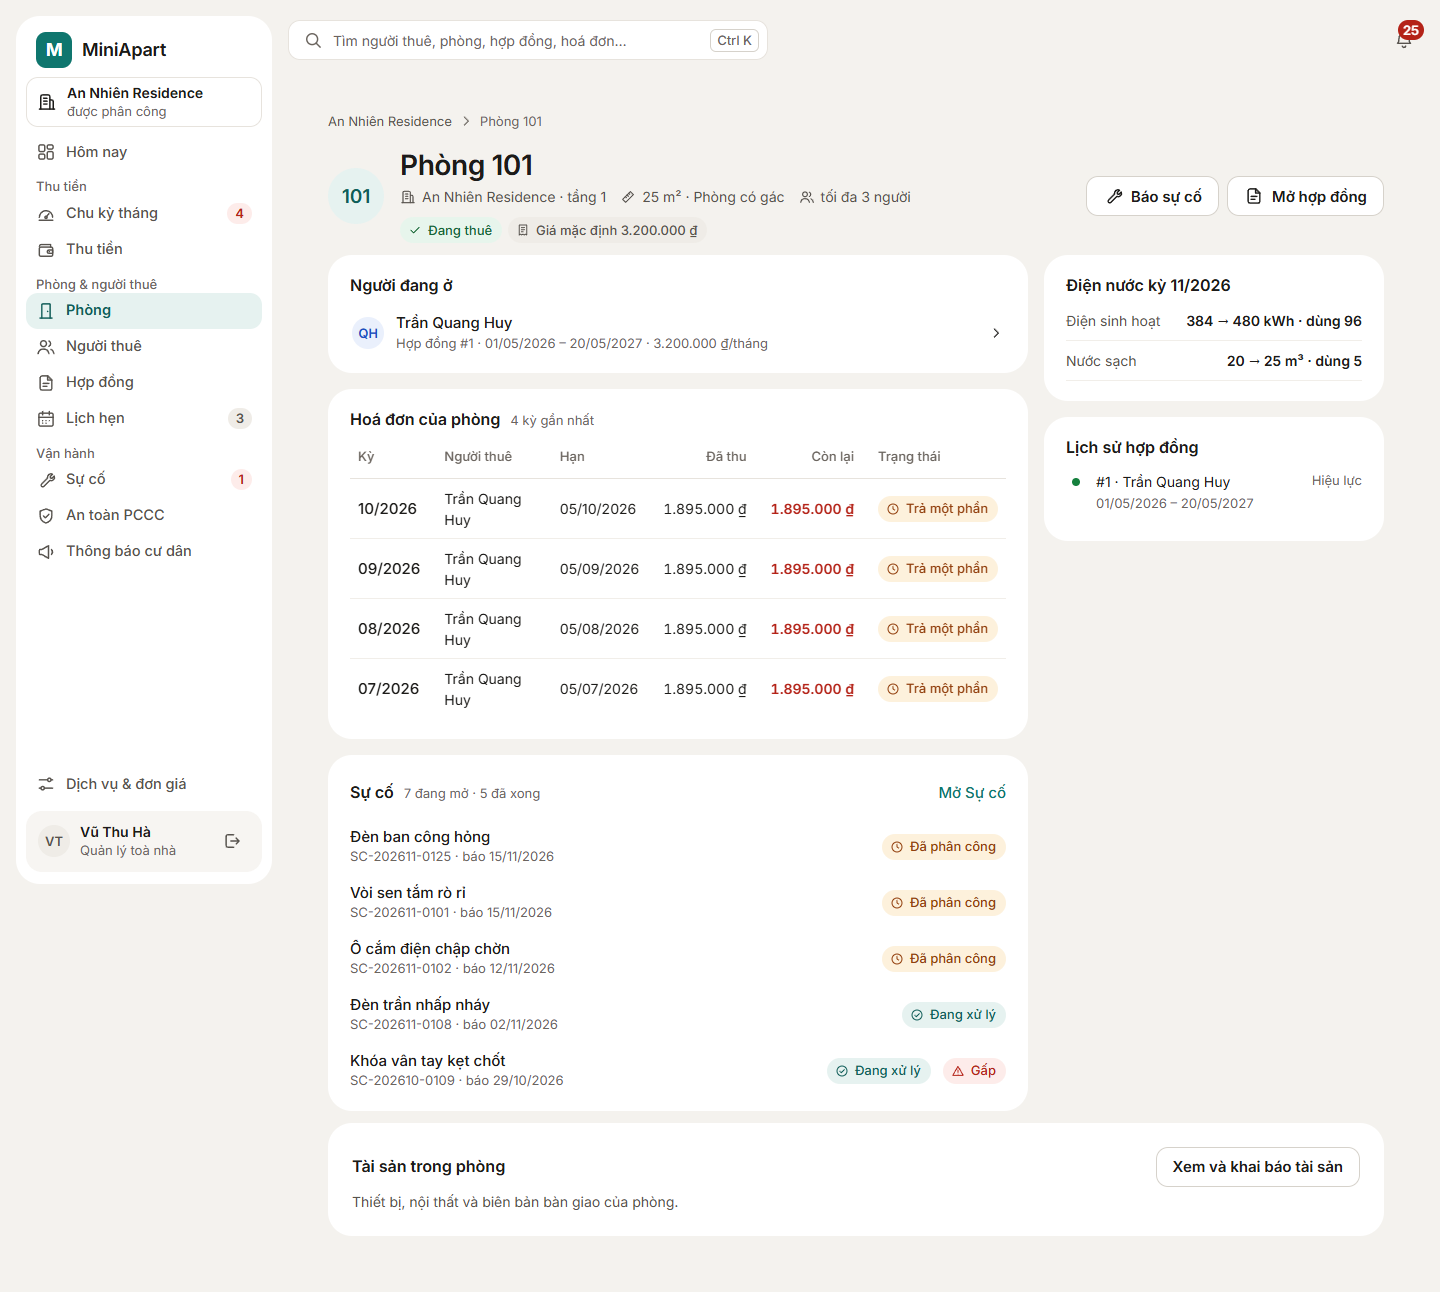 M MiniApart
An Nhiên Residence
được phân công
Hôm nay
Thu tiền
Chu kỳ tháng 4
Thu tiền
Phòng & người thuê
Phòng
Người thuê
Hợp đồng
Lịch hẹn 3
Vận hành
Sự cố 1
An toàn PCCC
Thông báo cư dân
Dịch vụ & đơn giá
VT Vũ Thu Hà
Quản lý toà nhà
Tìm người thuê, phòng, hợp đồng, hoá đơn... Ctrl K
25
An Nhiên Residence > Phòng 101
101
Phòng 101
An Nhiên Residence · tầng 1 25 m² · Phòng có gác tối đa 3 người
Đang thuê Giá mặc định 3.200.000 ₫
Báo sự cố Mở hợp đồng
Người đang ở
QH Trần Quang Huy
Hợp đồng #1 · 01/05/2026 – 20/05/2027 · 3.200.000 ₫/tháng
Hoá đơn của phòng 4 kỳ gần nhất
Kỳ Người thuê Hạn Đã thu Còn lại Trạng thái
10/2026 Trần Quang Huy 05/10/2026 1.895.000 ₫ 1.895.000 ₫ Trả một phần
09/2026 Trần Quang Huy 05/09/2026 1.895.000 ₫ 1.895.000 ₫ Trả một phần
08/2026 Trần Quang Huy 05/08/2026 1.895.000 ₫ 1.895.000 ₫ Trả một phần
07/2026 Trần Quang Huy 05/07/2026 1.895.000 ₫ 1.895.000 ₫ Trả một phần
Sự cố 7 đang mở · 5 đã xong Mở Sự cố
Đèn ban công hỏng
SC-202611-0125 · báo 15/11/2026 Đã phân công
Vòi sen tắm rò rỉ
SC-202611-0101 · báo 15/11/2026 Đã phân công
Ổ cắm điện chập chờn
SC-202611-0102 · báo 12/11/2026 Đã phân công
Đèn trần nhấp nháy
SC-202611-0108 · báo 02/11/2026 Đang xử lý
Khóa vân tay kẹt chốt
SC-202610-0109 · báo 29/10/2026 Đang xử lý Gấp
Điện nước kỳ 11/2026
Điện sinh hoạt 384 → 480 kWh · dùng 96
Nước sạch 20 → 25 m³ · dùng 5
Lịch sử hợp đồng
#1 · Trần Quang Huy Hiệu lực
01/05/2026 – 20/05/2027
Tài sản trong phòng Xem và khai báo tài sản
Thiết bị, nội thất và biên bản bàn giao của phòng.